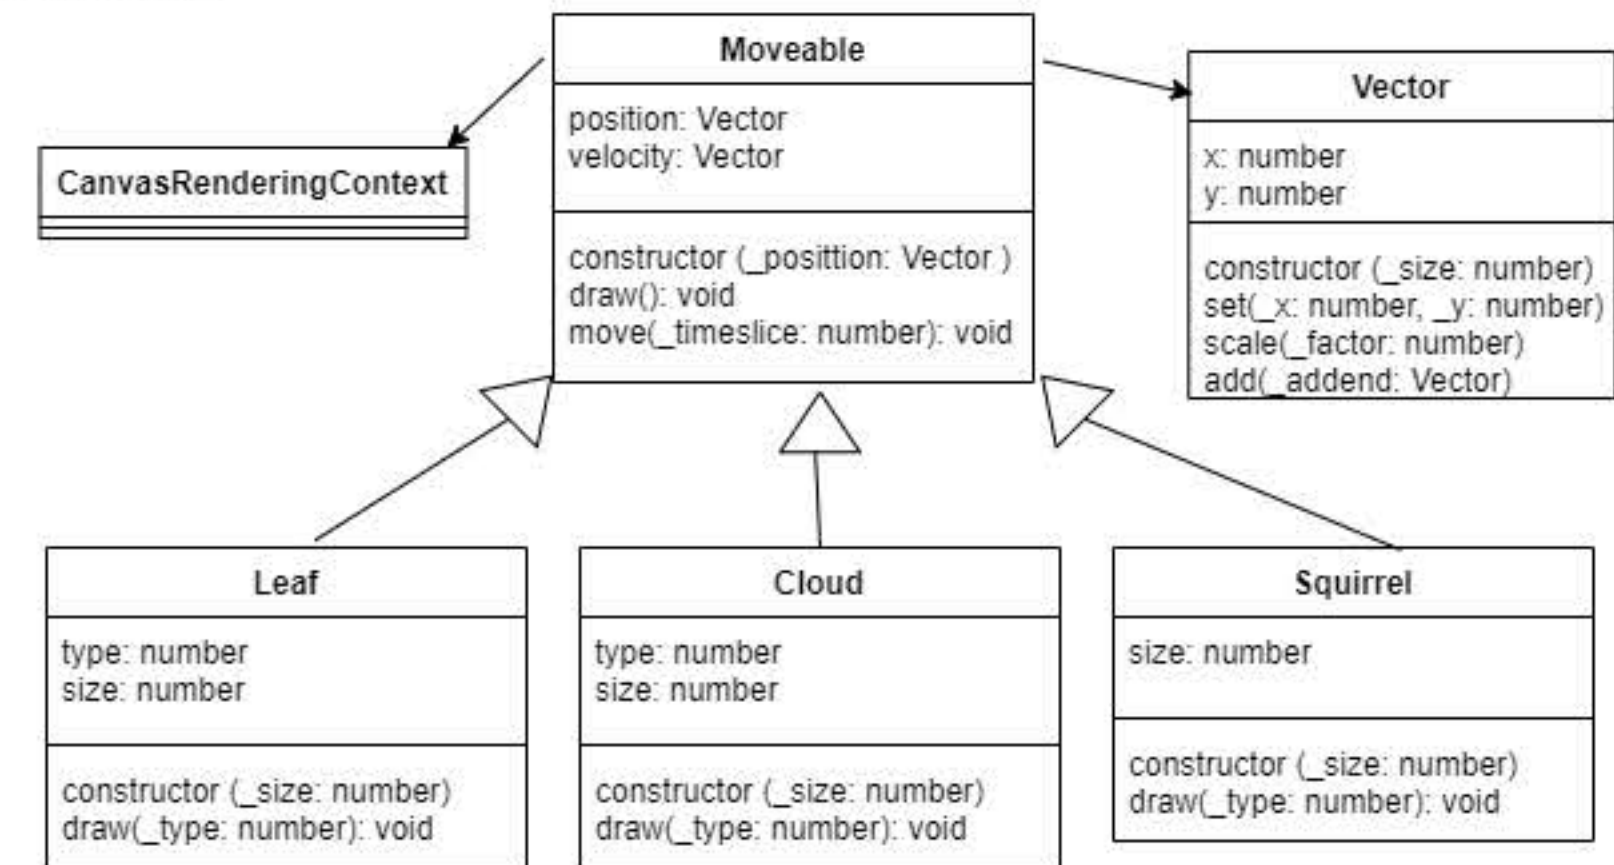 Moveable
position: Vector
velocity: Vector
constructor (_posittion: Vector )
draw(): void
move(_timeslice: number): void
CanvasRenderingContext
Vector
x: number
y: number
constructor (_size: number)
set(_x: number, _y: number)
scale(_factor: number)
add(_addend: Vector)
Leaf
type: number
size: number
constructor (_size: number)
draw(_type: number): void
Cloud
type: number
size: number
constructor (_size: number)
draw(_type: number): void
Squirrel
size: number
constructor (_size: number)
draw(_type: number): void